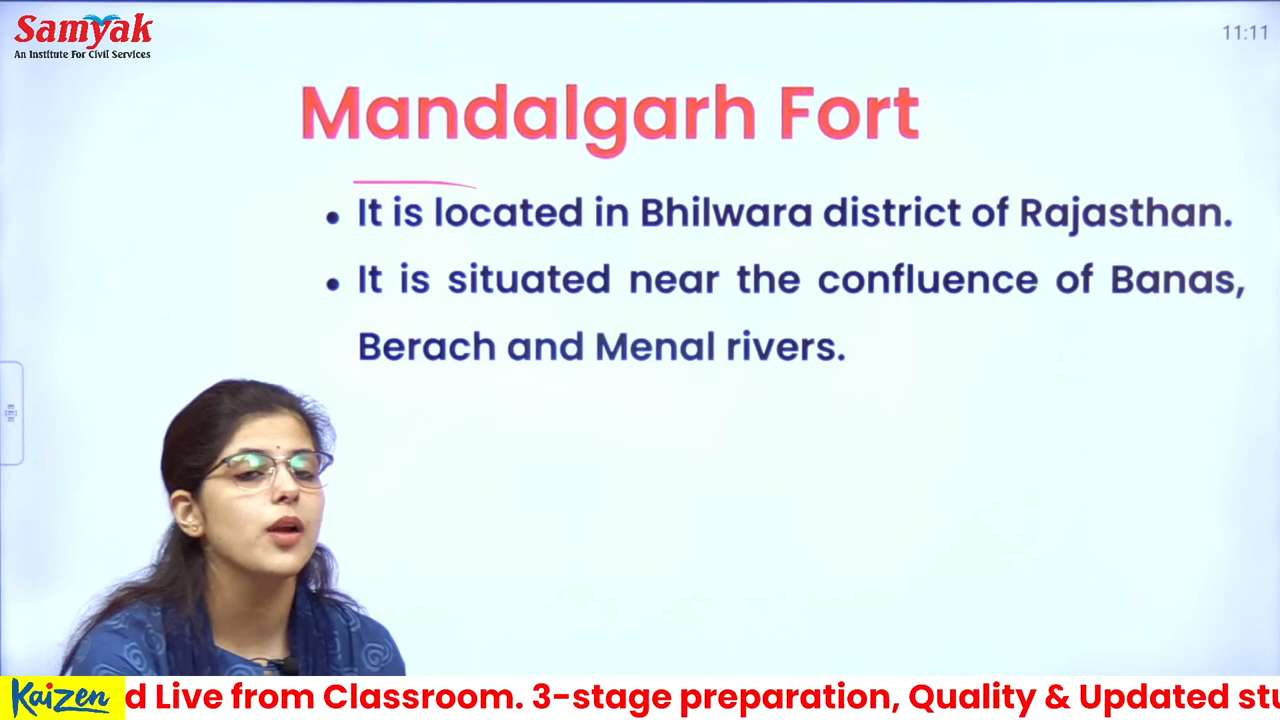 Samyak
An Institute For Civil Services
11:11
Mandalgarh Fort
• It is located in Bhilwara district of Rajasthan.
• It is situated near the confluence of Banas,
Berach and Menal rivers.
Kaizen
d Live from Classroom. 3-stage preparation, Quality & Updated stu